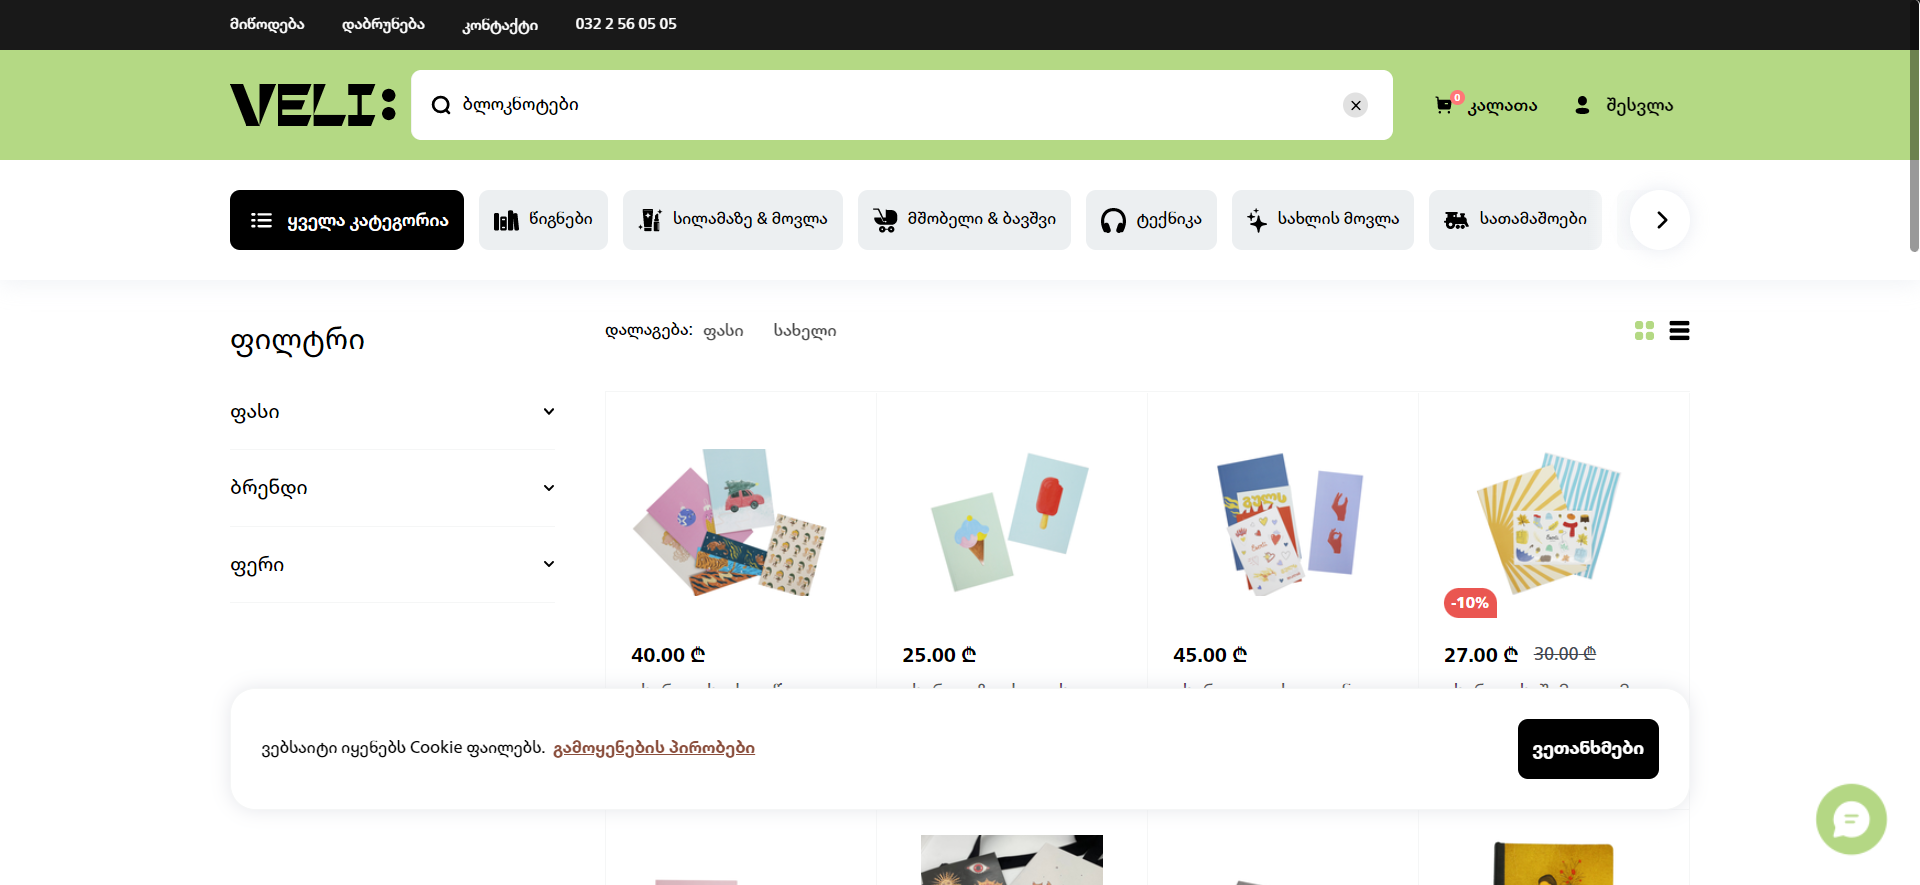 მიწოდება
დაბრუნება
კონტაქტი
032 2 56 05 05
VELI:
ბლოკნოტები
0
კალათა
შესვლა
ყველა კატეგორია
წიგნები
სილამაზე & მოვლა
მშობელი & ბავშვი
ტექნიკა
სახლის მოვლა
სათამაშოები
ფილტრი
დალაგება: ფასი სახელი
ფასი
ბრენდი
ფერი
-10%
40.00 ₾
25.00 ₾
45.00 ₾
27.00 ₾ 30.00 ₾
ვებსაიტი იყენებს Cookie ფაილებს. გამოყენების პირობები
ვეთანხმები